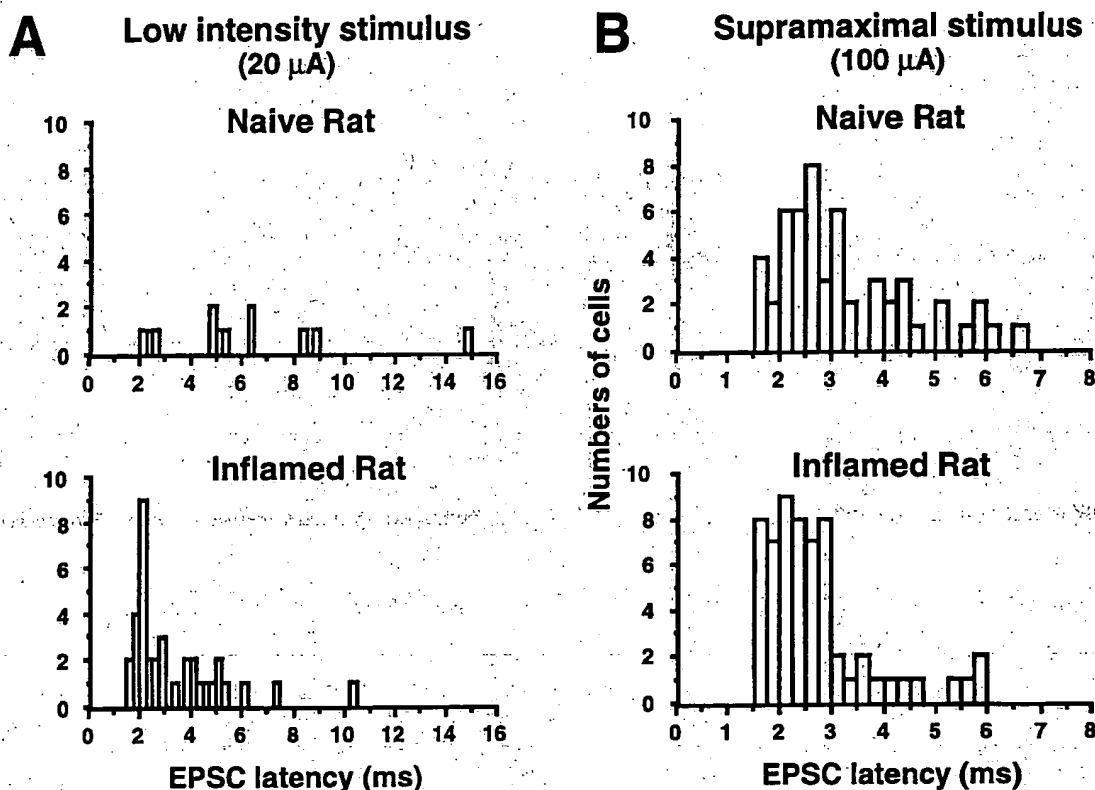 A
Low intensity stimulus
(20 μA)
Naive Rat
10
8
6
4
2
0
0 2 4 6 8 10 12 14 16
Inflamed Rat
10
8
6
4
2
0
0 2 4 6 8 10 12 14 16
EPSC latency (ms)
B
Supramaximal stimulus
(100 μA)
Numbers of cells
Naive Rat
10
8
6
4
2
0
0 1 2 3 4 5 6 7 8
Inflamed Rat
10
8
6
4
2
0
0 1 2 3 4 5 6 7 8
EPSC latency (ms)